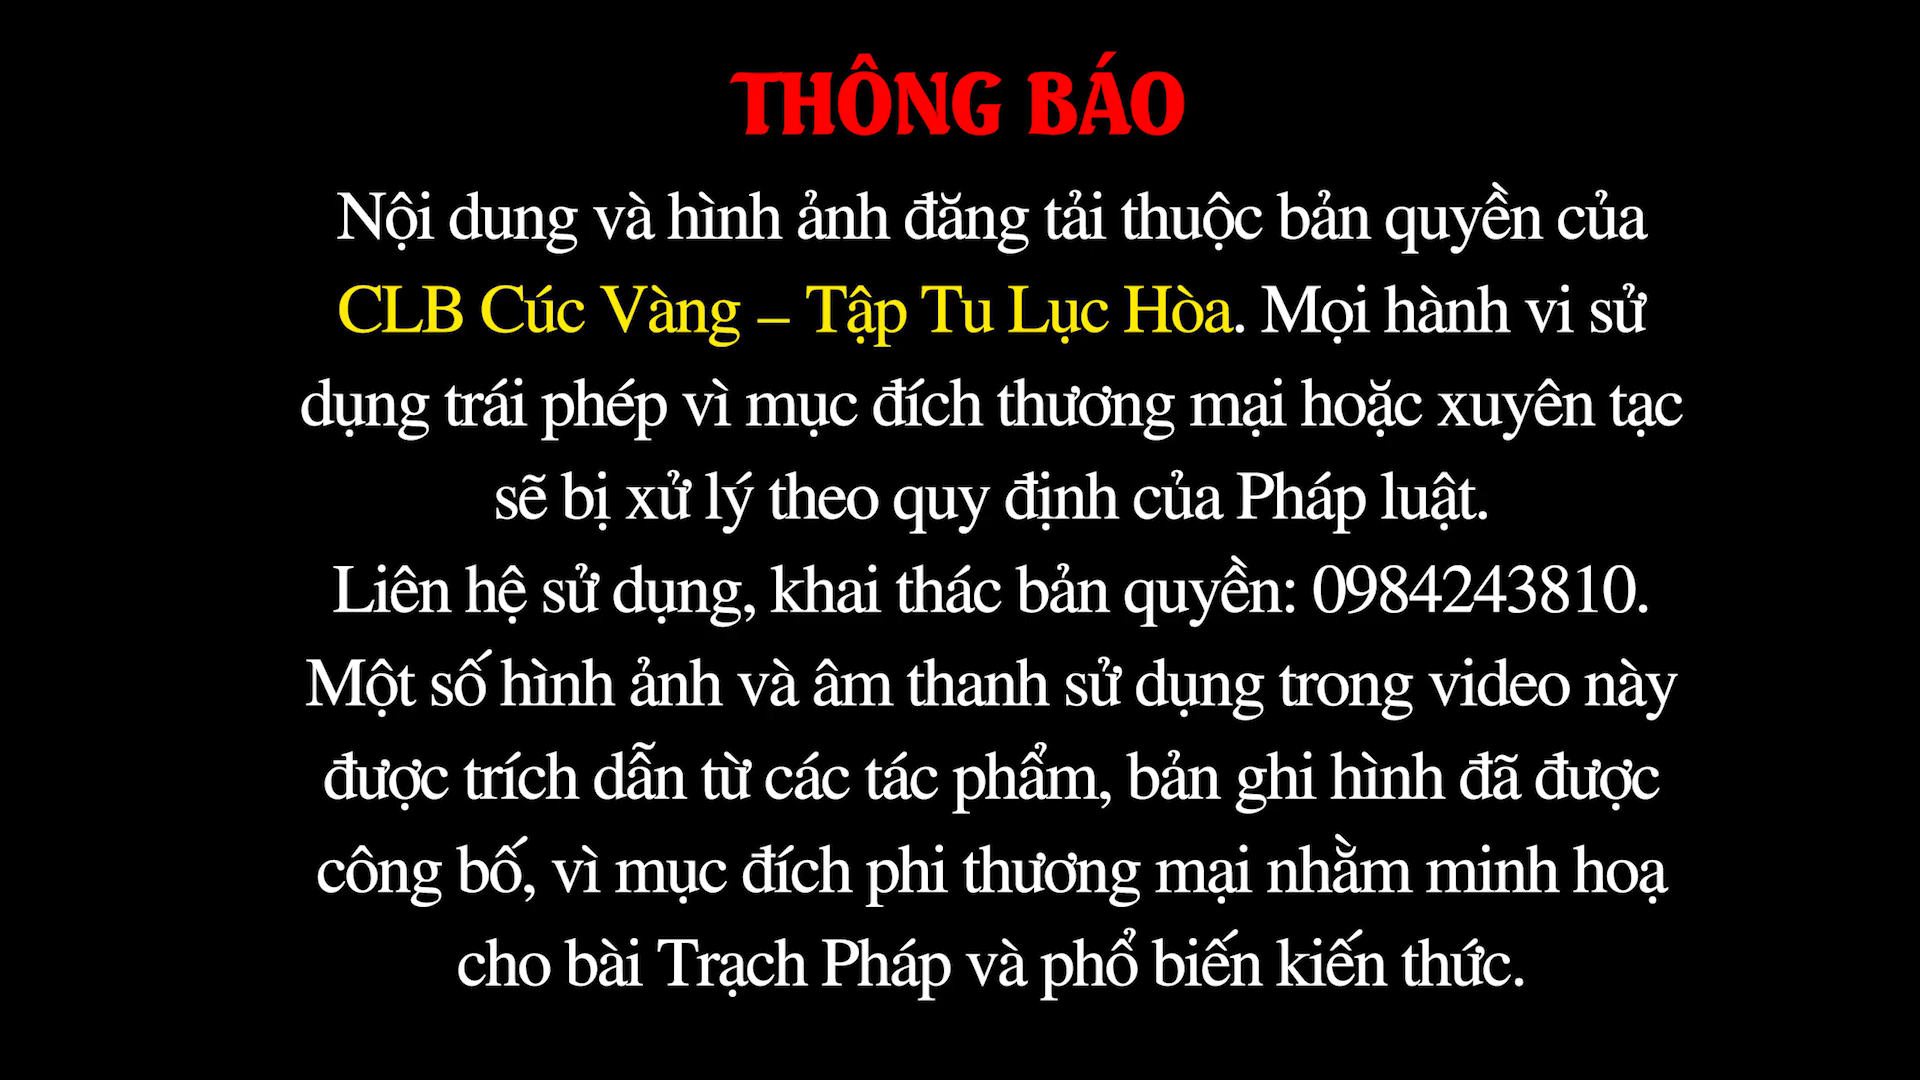 THÔNG BÁO
Nội dung và hình ảnh đăng tải thuộc bản quyền của
CLB Cúc Vàng – Tập Tu Lục Hòa. Mọi hành vi sử
dụng trái phép vì mục đích thương mại hoặc xuyên tạc
sẽ bị xử lý theo quy định của Pháp luật.
Liên hệ sử dụng, khai thác bản quyền: 0984243810.
Một số hình ảnh và âm thanh sử dụng trong video này
được trích dẫn từ các tác phẩm, bản ghi hình đã được
công bố, vì mục đích phi thương mại nhằm minh hoạ
cho bài Trạch Pháp và phổ biến kiến thức.